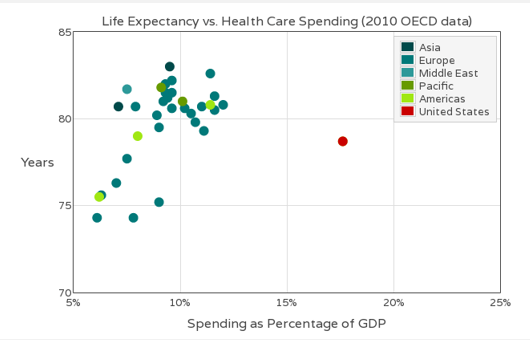 Life Expectancy vs. Health Care Spending (2010 OECD data)
85
80
Years
75
70
5%
10%
15%
20%
25%
Spending as Percentage of GDP
Asia
Europe
Middle East
Pacific
Americas
United States